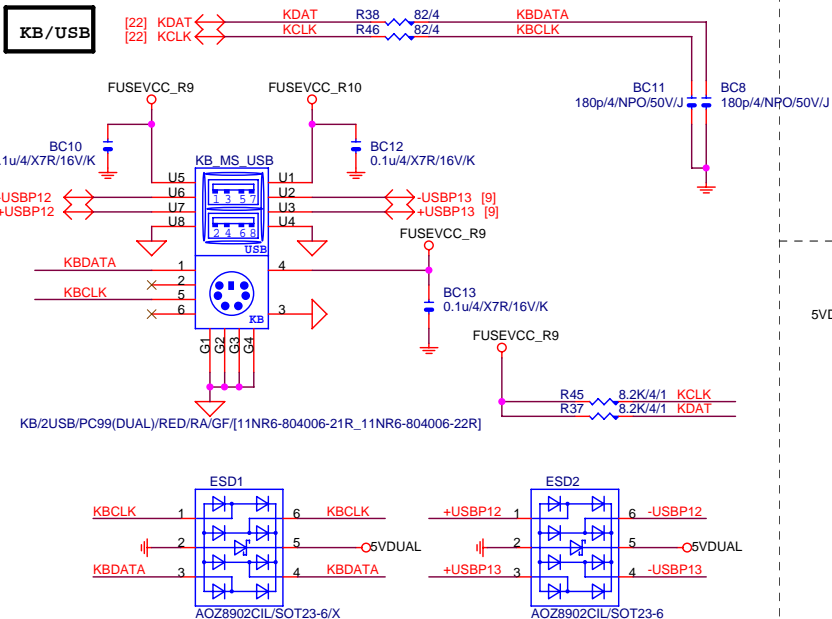 KB/USB
[22] KDAT
KDAT
R38
82/4
KBDATA
[22] KCLK
KCLK
R46
82/4
KBCLK
BC11
180p/4/NPO/50V/J
BC8
180p/4/NPO/50V/J
FUSEVCC_R9
FUSEVCC_R10
BC10
.1u/4/X7R/16V/K
BC12
0.1u/4/X7R/16V/K
KB_MS_USB
U5
U1
-USBP12
U6
U2
-USBP13 [9]
+USBP12
U7
U3
+USBP13 [9]
U8
U4
1 3 5 7
2 4 6 8
USB
FUSEVCC_R9
KBDATA
1
4
2
KBCLK
5
6
3
KB
BC13
0.1u/4/X7R/16V/K
5VD
G1
G2
G3
G4
FUSEVCC_R9
R45
8.2K/4/1
KCLK
R37
8.2K/4/1
KDAT
KB/2USB/PC99(DUAL)/RED/RA/GF/[11NR6-804006-21R_11NR6-804006-22R]
ESD1
KBCLK
1
6
KBCLK
2
5
5VDUAL
KBDATA
3
4
KBDATA
AOZ8902CIL/SOT23-6/X
ESD2
+USBP12
1
6
-USBP12
2
5
5VDUAL
+USBP13
3
4
-USBP13
AOZ8902CIL/SOT23-6